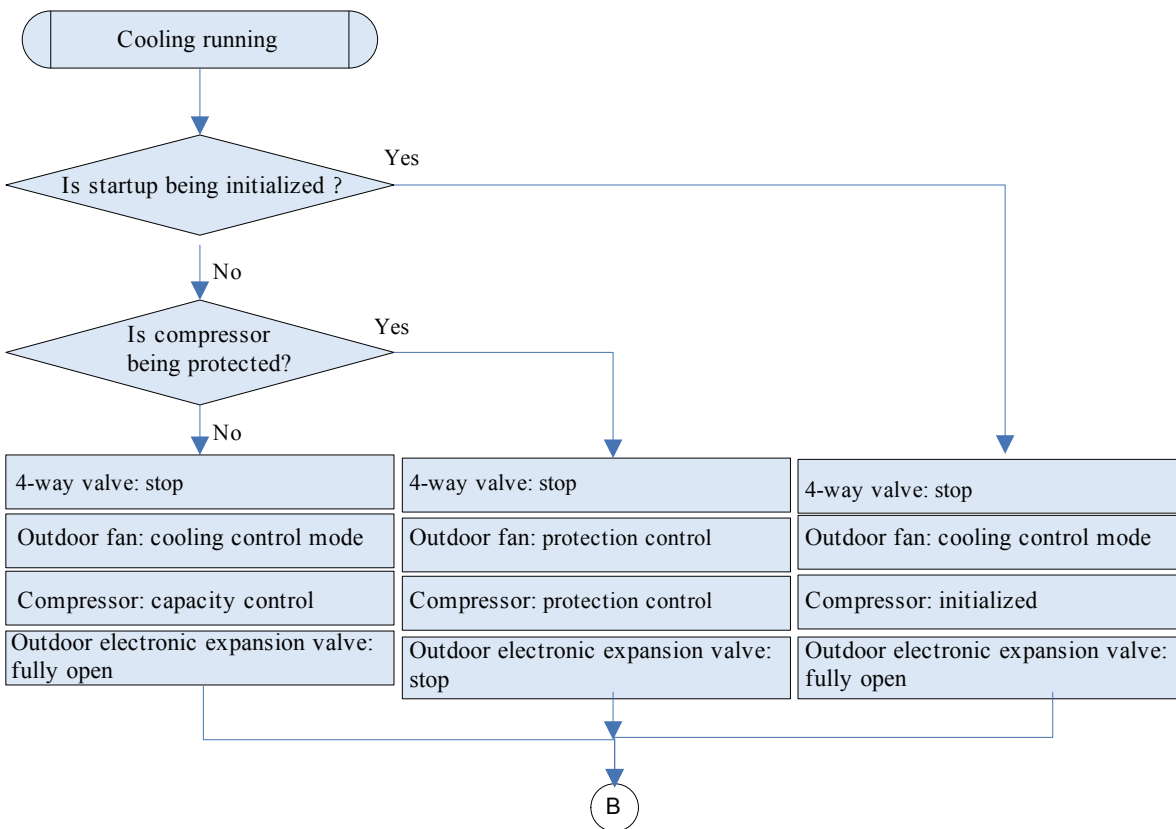 Cooling running
Yes
Is startup being initialized ?
No
Is compressor
being protected?
Yes
No
4-way valve: stop
Outdoor fan: cooling control mode
Compressor: capacity control
Outdoor electronic expansion valve:
fully open
4-way valve: stop
Outdoor fan: protection control
Compressor: protection control
Outdoor electronic expansion valve:
stop
4-way valve: stop
Outdoor fan: cooling control mode
Compressor: initialized
Outdoor electronic expansion valve:
fully open
B